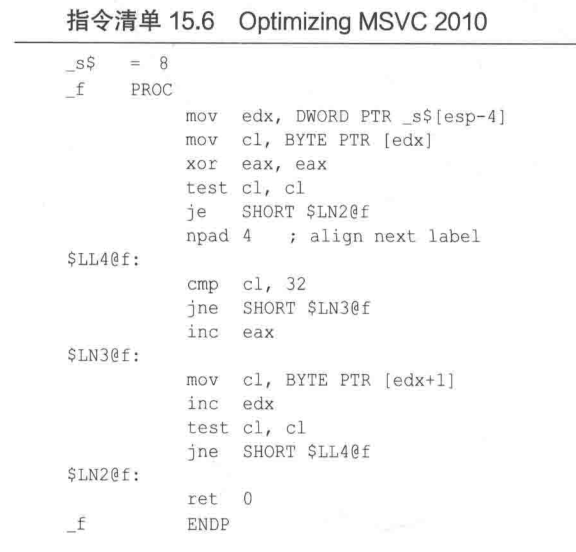 指令清单 15.6 Optimizing MSVC 2010
_s$ = 8
_f PROC
mov edx, DWORD PTR _s$[esp-4]
mov cl, BYTE PTR [edx]
xor eax, eax
test cl, cl
je SHORT $LN2@f
npad 4 ; align next label
$LL4@f:
cmp cl, 32
jne SHORT $LN3@f
inc eax
$LN3@f:
mov cl, BYTE PTR [edx+1]
inc edx
test cl, cl
jne SHORT $LL4@f
$LN2@f:
ret 0
_f ENDP